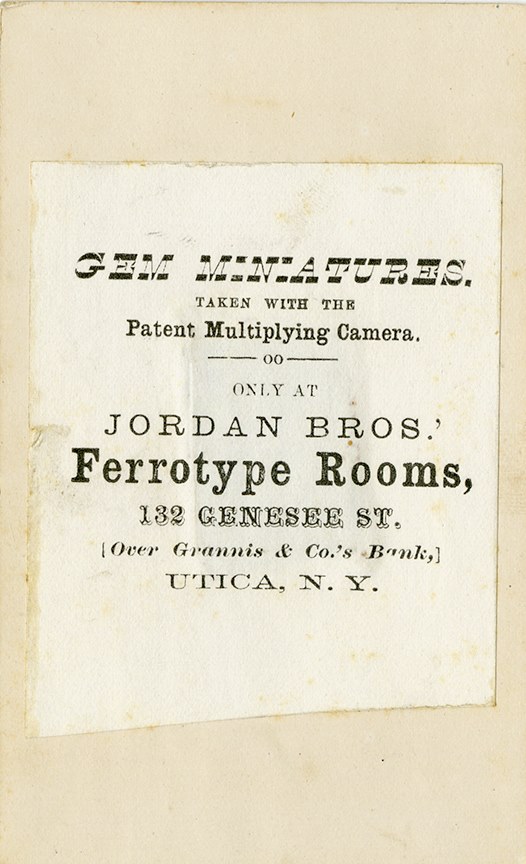 GEM MINIATURES.
TAKEN WITH THE
Patent Multiplying Camera.
oo
ONLY AT
JORDAN BROS.'
Ferrotype Rooms,
132 GENESEE ST.
[Over Grannis & Co.'s Bank,]
UTICA, N. Y.